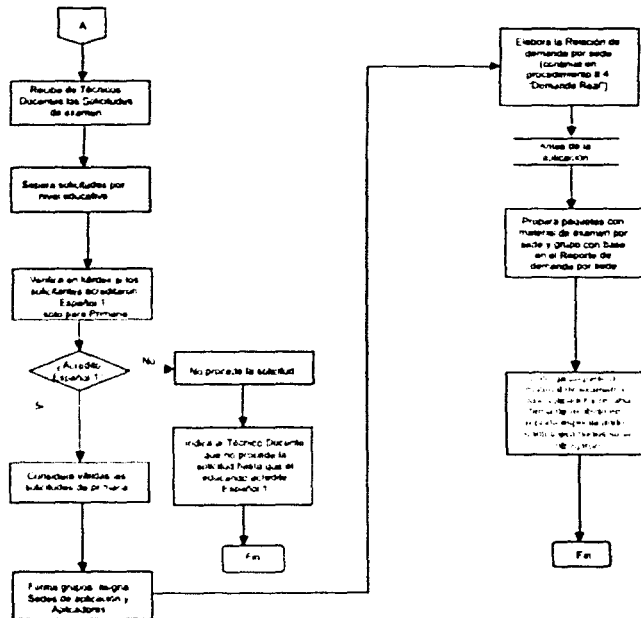 A
Recibe de Técnicos
Docentes las Solicitudes
de examen
Separa solicitudes por
nivel educativo
Verifica en kárdex si los
solicitantes acreditaron
Español 1
solo para Primaria
¿Acreditó
Español 1?
No
Si
No procede la solicitud
Indica al Técnico Docente
que no procede la
solicitud hasta que el
educando acredite
Español 1
Fin
Considera válidas las
solicitudes de primaria
Forma grupos, asigna
Sedes de aplicación y
Aplicadores
Elabora la Relación de
demanda por sede
(continua en
procedimiento # 4
"Demanda Real")
Antes de la
aplicación
Prepara paquetes con
material de examen por
sede y grupo con base
en el Reporte de
demanda por sede
Fin